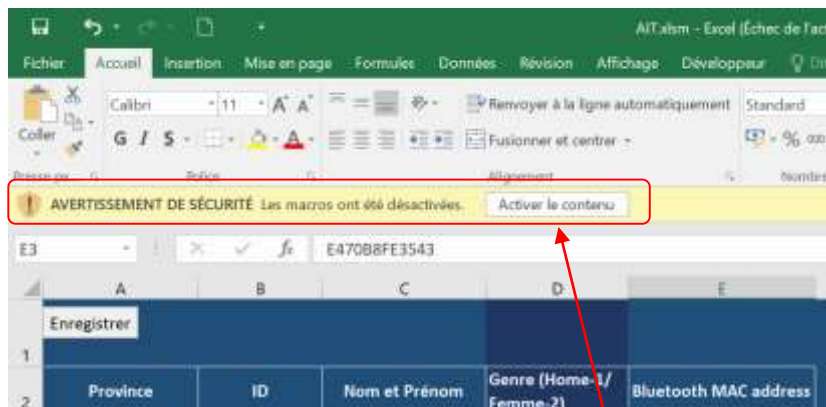 AIT.xlsm - Excel (Échec de l'ac
Fichier Accueil Insertion Mise en page Formules Données Révision Affichage Développeur
Calibri 11 A A Renvoyer à la ligne automatiquement Standard
Coller G I S A Fusionner et centrer % 000
Police Alignement Nombre
AVERTISSEMENT DE SÉCURITÉ Les macros ont été désactivées. Activer le contenu
E3 fx E470B8FE3543
A B C D E
Enregistrer
1
2 Province ID Nom et Prénom Genre (Home-1/ Femme-2) Bluetooth MAC address